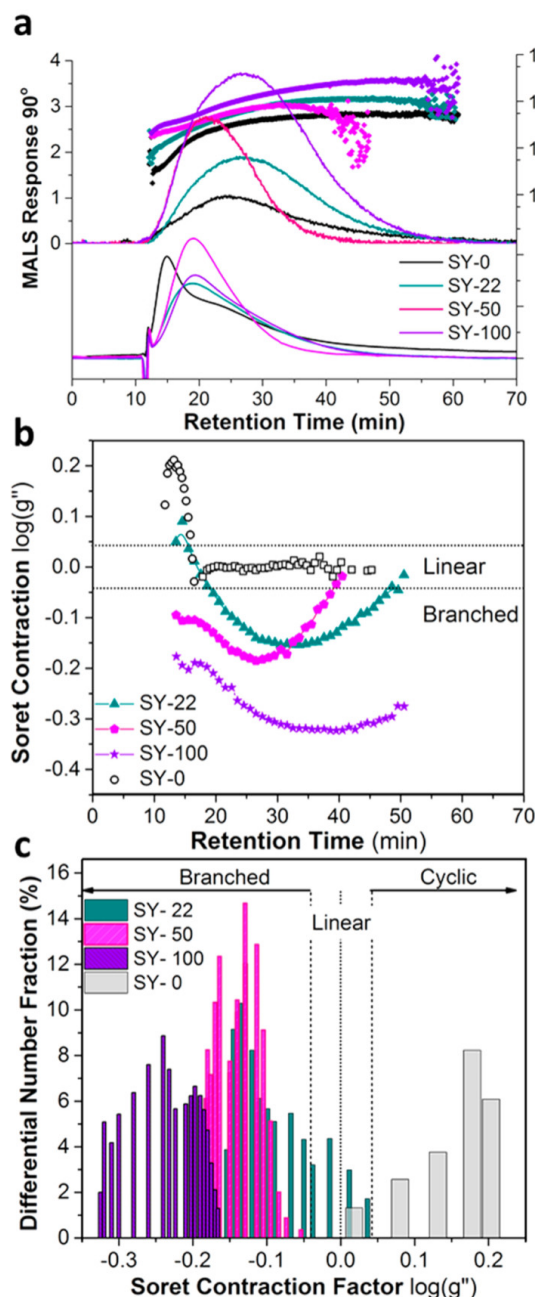 a
4
3
2
1
0
MALS Response 90°
1
1
1
1
SY-0
SY-22
SY-50
SY-100
0 10 20 30 40 50 60 70
Retention Time (min)
b
0.2
0.1
0.0
-0.1
-0.2
-0.3
-0.4
Soret Contraction log(g")
Linear
Branched
SY-22
SY-50
SY-100
SY-0
0 10 20 30 40 50 60 70
Retention Time (min)
c
16
14
12
10
8
6
4
2
0
Differential Number Fraction (%)
Branched
Linear
Cyclic
SY- 22
SY- 50
SY- 100
SY- 0
-0.3 -0.2 -0.1 0.0 0.1 0.2
Soret Contraction Factor log(g")